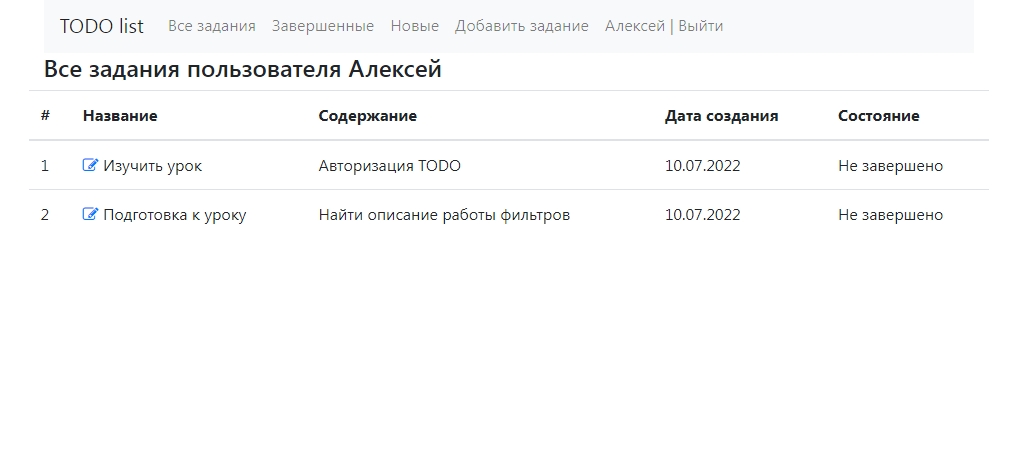 TODO list Все задания Завершенные Новые Добавить задание Алексей | Выйти
Все задания пользователя Алексей
# Название Содержание Дата создания Состояние
1 Изучить урок Авторизация TODO 10.07.2022 Не завершено
2 Подготовка к уроку Найти описание работы фильтров 10.07.2022 Не завершено